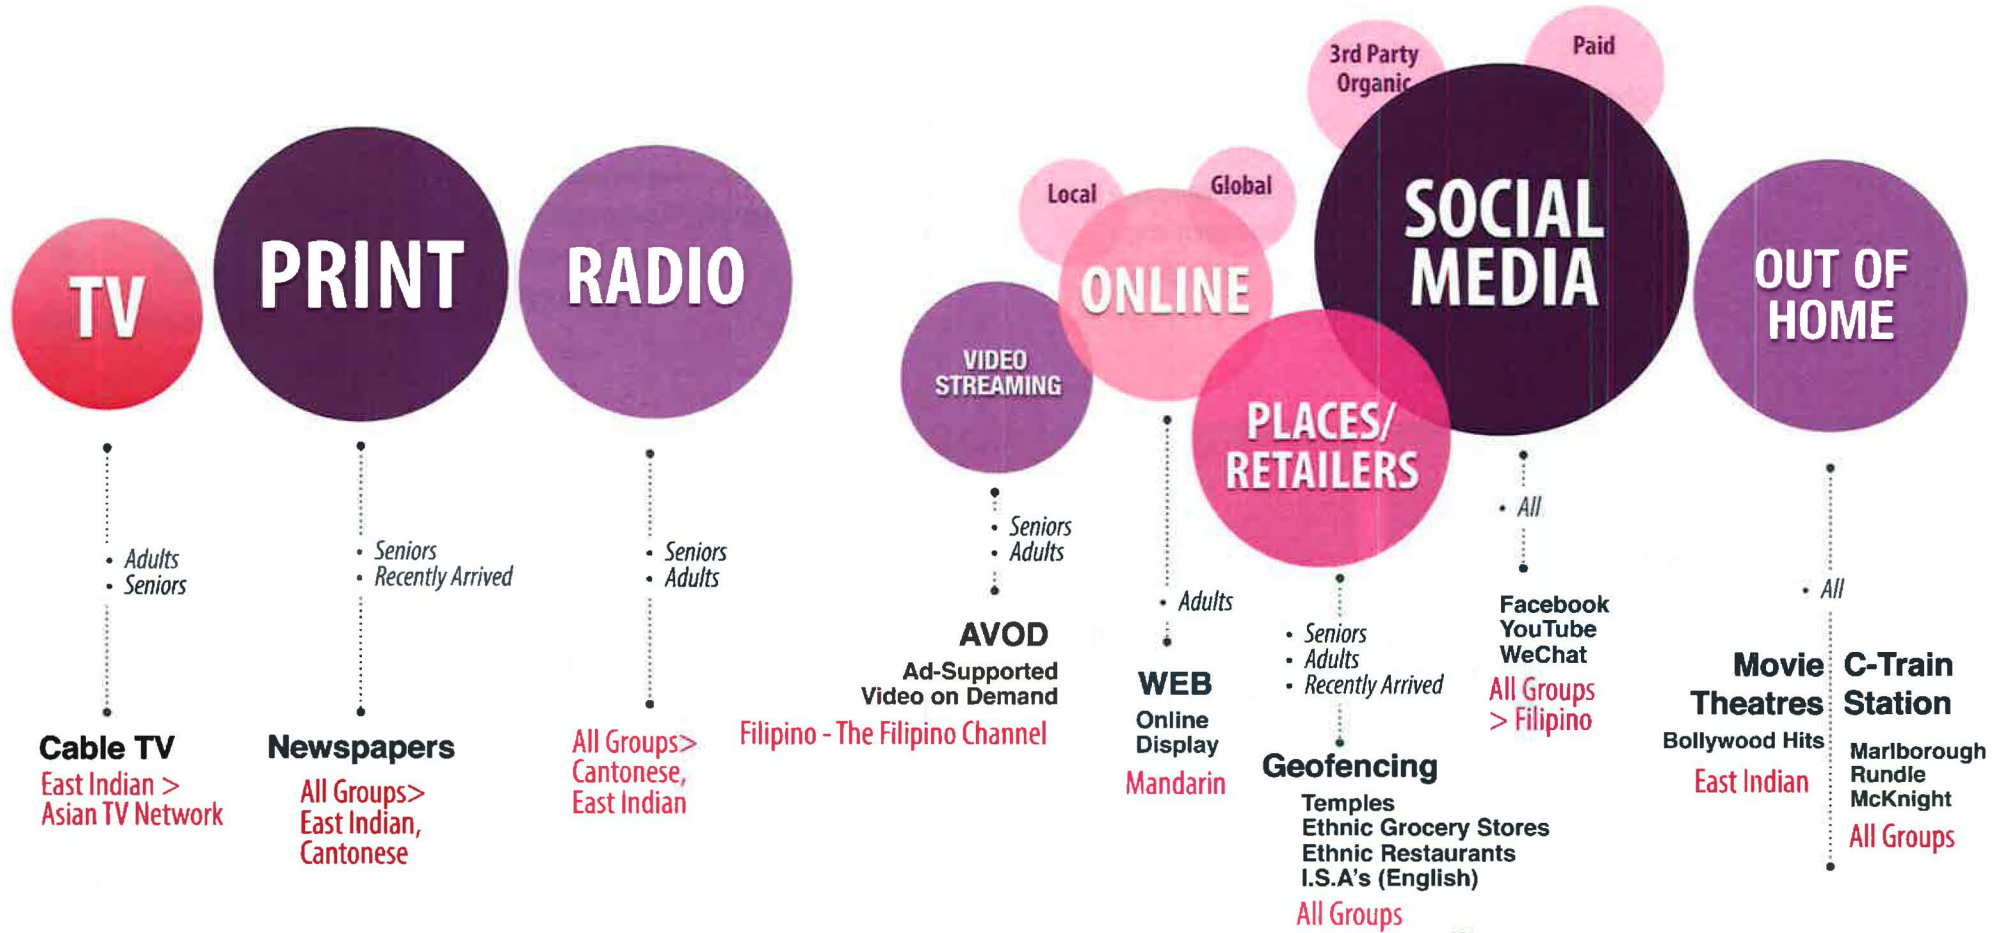 TV
• Adults
• Seniors
Cable TV
East Indian >
Asian TV Network
PRINT
• Seniors
• Recently Arrived
Newspapers
All Groups>
East Indian,
Cantonese
RADIO
• Seniors
• Adults
All Groups>
Cantonese,
East Indian
VIDEO
STREAMING
• Seniors
• Adults
AVOD
Ad-Supported
Video on Demand
Filipino - The Filipino Channel
Local
Global
ONLINE
• Adults
WEB
Online
Display
Mandarin
PLACES/
RETAILERS
• Seniors
• Adults
• Recently Arrived
Geofencing
Temples
Ethnic Grocery Stores
Ethnic Restaurants
I.S.A's (English)
All Groups
3rd Party
Organic
Paid
SOCIAL
MEDIA
• All
Facebook
YouTube
WeChat
All Groups
> Filipino
OUT OF
HOME
• All
Movie
Theatres
Bollywood Hits
East Indian
C-Train
Station
Marlborough
Rundle
McKnight
All Groups